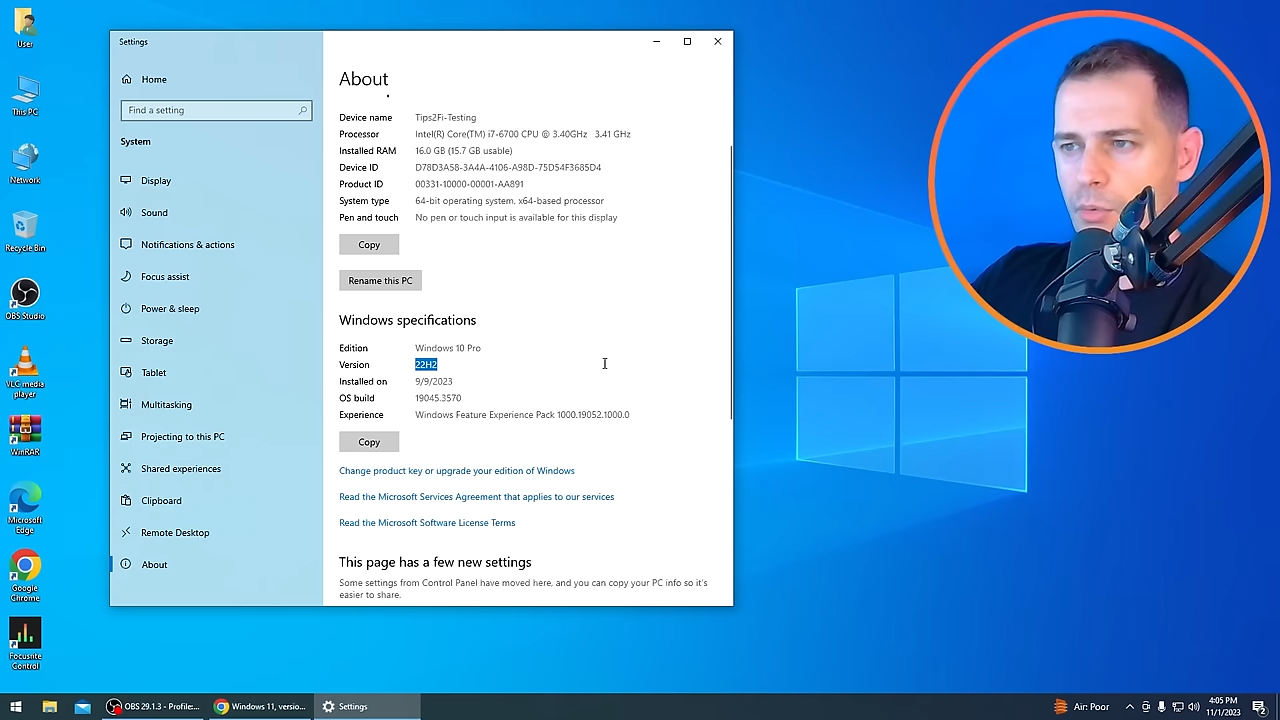 User
This PC
Network
Recycle Bin
OBS Studio
VLC media
player
WinRAR
Microsoft
Edge
Google
Chrome
Focusrite
Control
Settings
Home
Find a setting
System
Display
Sound
Notifications & actions
Focus assist
Power & sleep
Storage
Tablet
Multitasking
Projecting to this PC
Shared experiences
Clipboard
Remote Desktop
About
About
Device name Tips2Fi-Testing
Processor Intel(R) Core(TM) i7-6700 CPU @ 3.40GHz 3.41 GHz
Installed RAM 16.0 GB (15.7 GB usable)
Device ID D78D3A58-3A4A-4106-A98D-75D54F3685D4
Product ID 00331-10000-00001-AA891
System type 64-bit operating system, x64-based processor
Pen and touch No pen or touch input is available for this display
Copy
Rename this PC
Windows specifications
Edition Windows 10 Pro
Version 22H2
Installed on 9/9/2023
OS build 19045.3570
Experience Windows Feature Experience Pack 1000.19052.1000.0
Copy
Change product key or upgrade your edition of Windows
Read the Microsoft Services Agreement that applies to our services
Read the Microsoft Software License Terms
This page has a few new settings
Some settings from Control Panel have moved here, and you can copy your PC info so it's
easier to share.
OBS 29.1.3 - Profile:...
Windows 11, versio...
Settings
Air: Poor
4:05 PM
11/1/2023